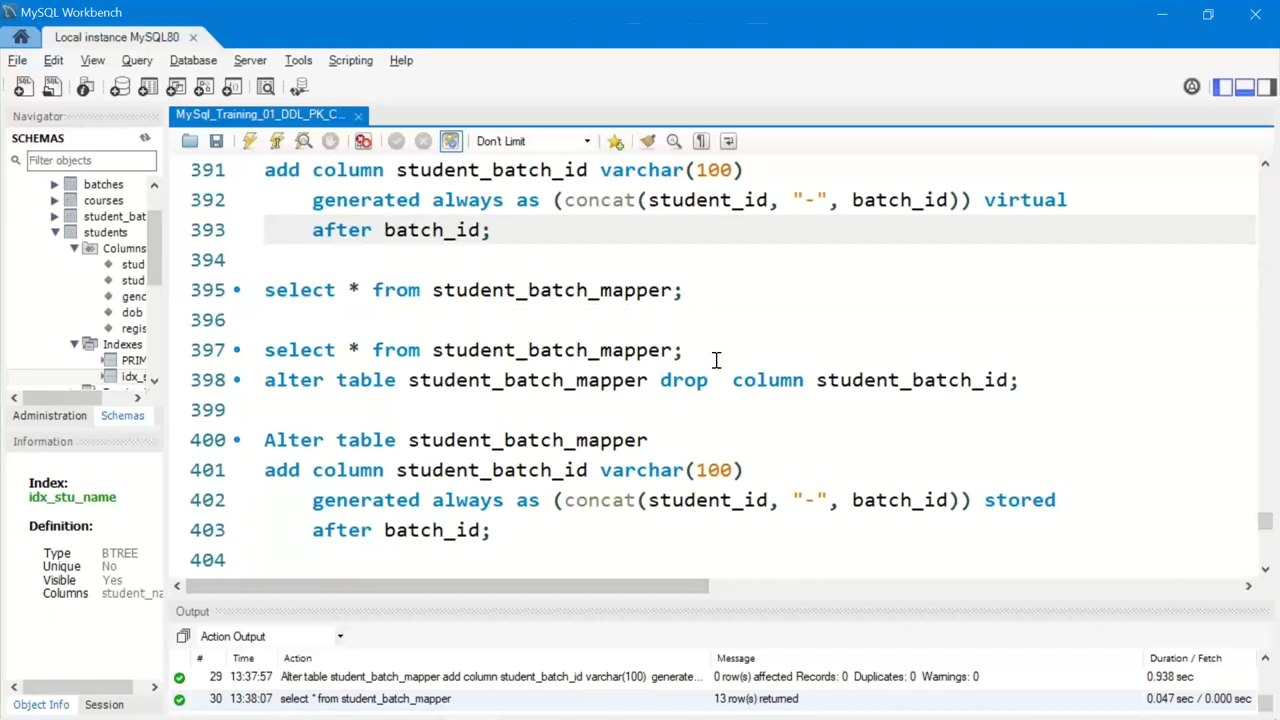 MySQL Workbench
Local instance MySQL80
File Edit View Query Database Server Tools Scripting Help
Navigator
SCHEMAS
Filter objects
batches
courses
student_bat
students
Columns
stud
stud
genc
dob
regis
Indexes
PRIM
idx_s
Administration Schemas
Information
Index:
idx_stu_name
Definition:
Type BTREE
Unique No
Visible Yes
Columns student_na
Object Info Session
MySql_Training_01_DDL_PK_C...
Don't Limit
391 add column student_batch_id varchar(100)
392 generated always as (concat(student_id, "-", batch_id)) virtual
393 after batch_id;
394
395 select * from student_batch_mapper;
396
397 select * from student_batch_mapper;
398 alter table student_batch_mapper drop column student_batch_id;
399
400 Alter table student_batch_mapper
401 add column student_batch_id varchar(100)
402 generated always as (concat(student_id, "-", batch_id)) stored
403 after batch_id;
404
Output
Action Output
# Time Action Message Duration / Fetch
29 13:37:57 Alter table student_batch_mapper add column student_batch_id varchar(100) generate... 0 row(s) affected Records: 0 Duplicates: 0 Warnings: 0 0.938 sec
30 13:38:07 select * from student_batch_mapper 13 row(s) returned 0.047 sec / 0.000 sec